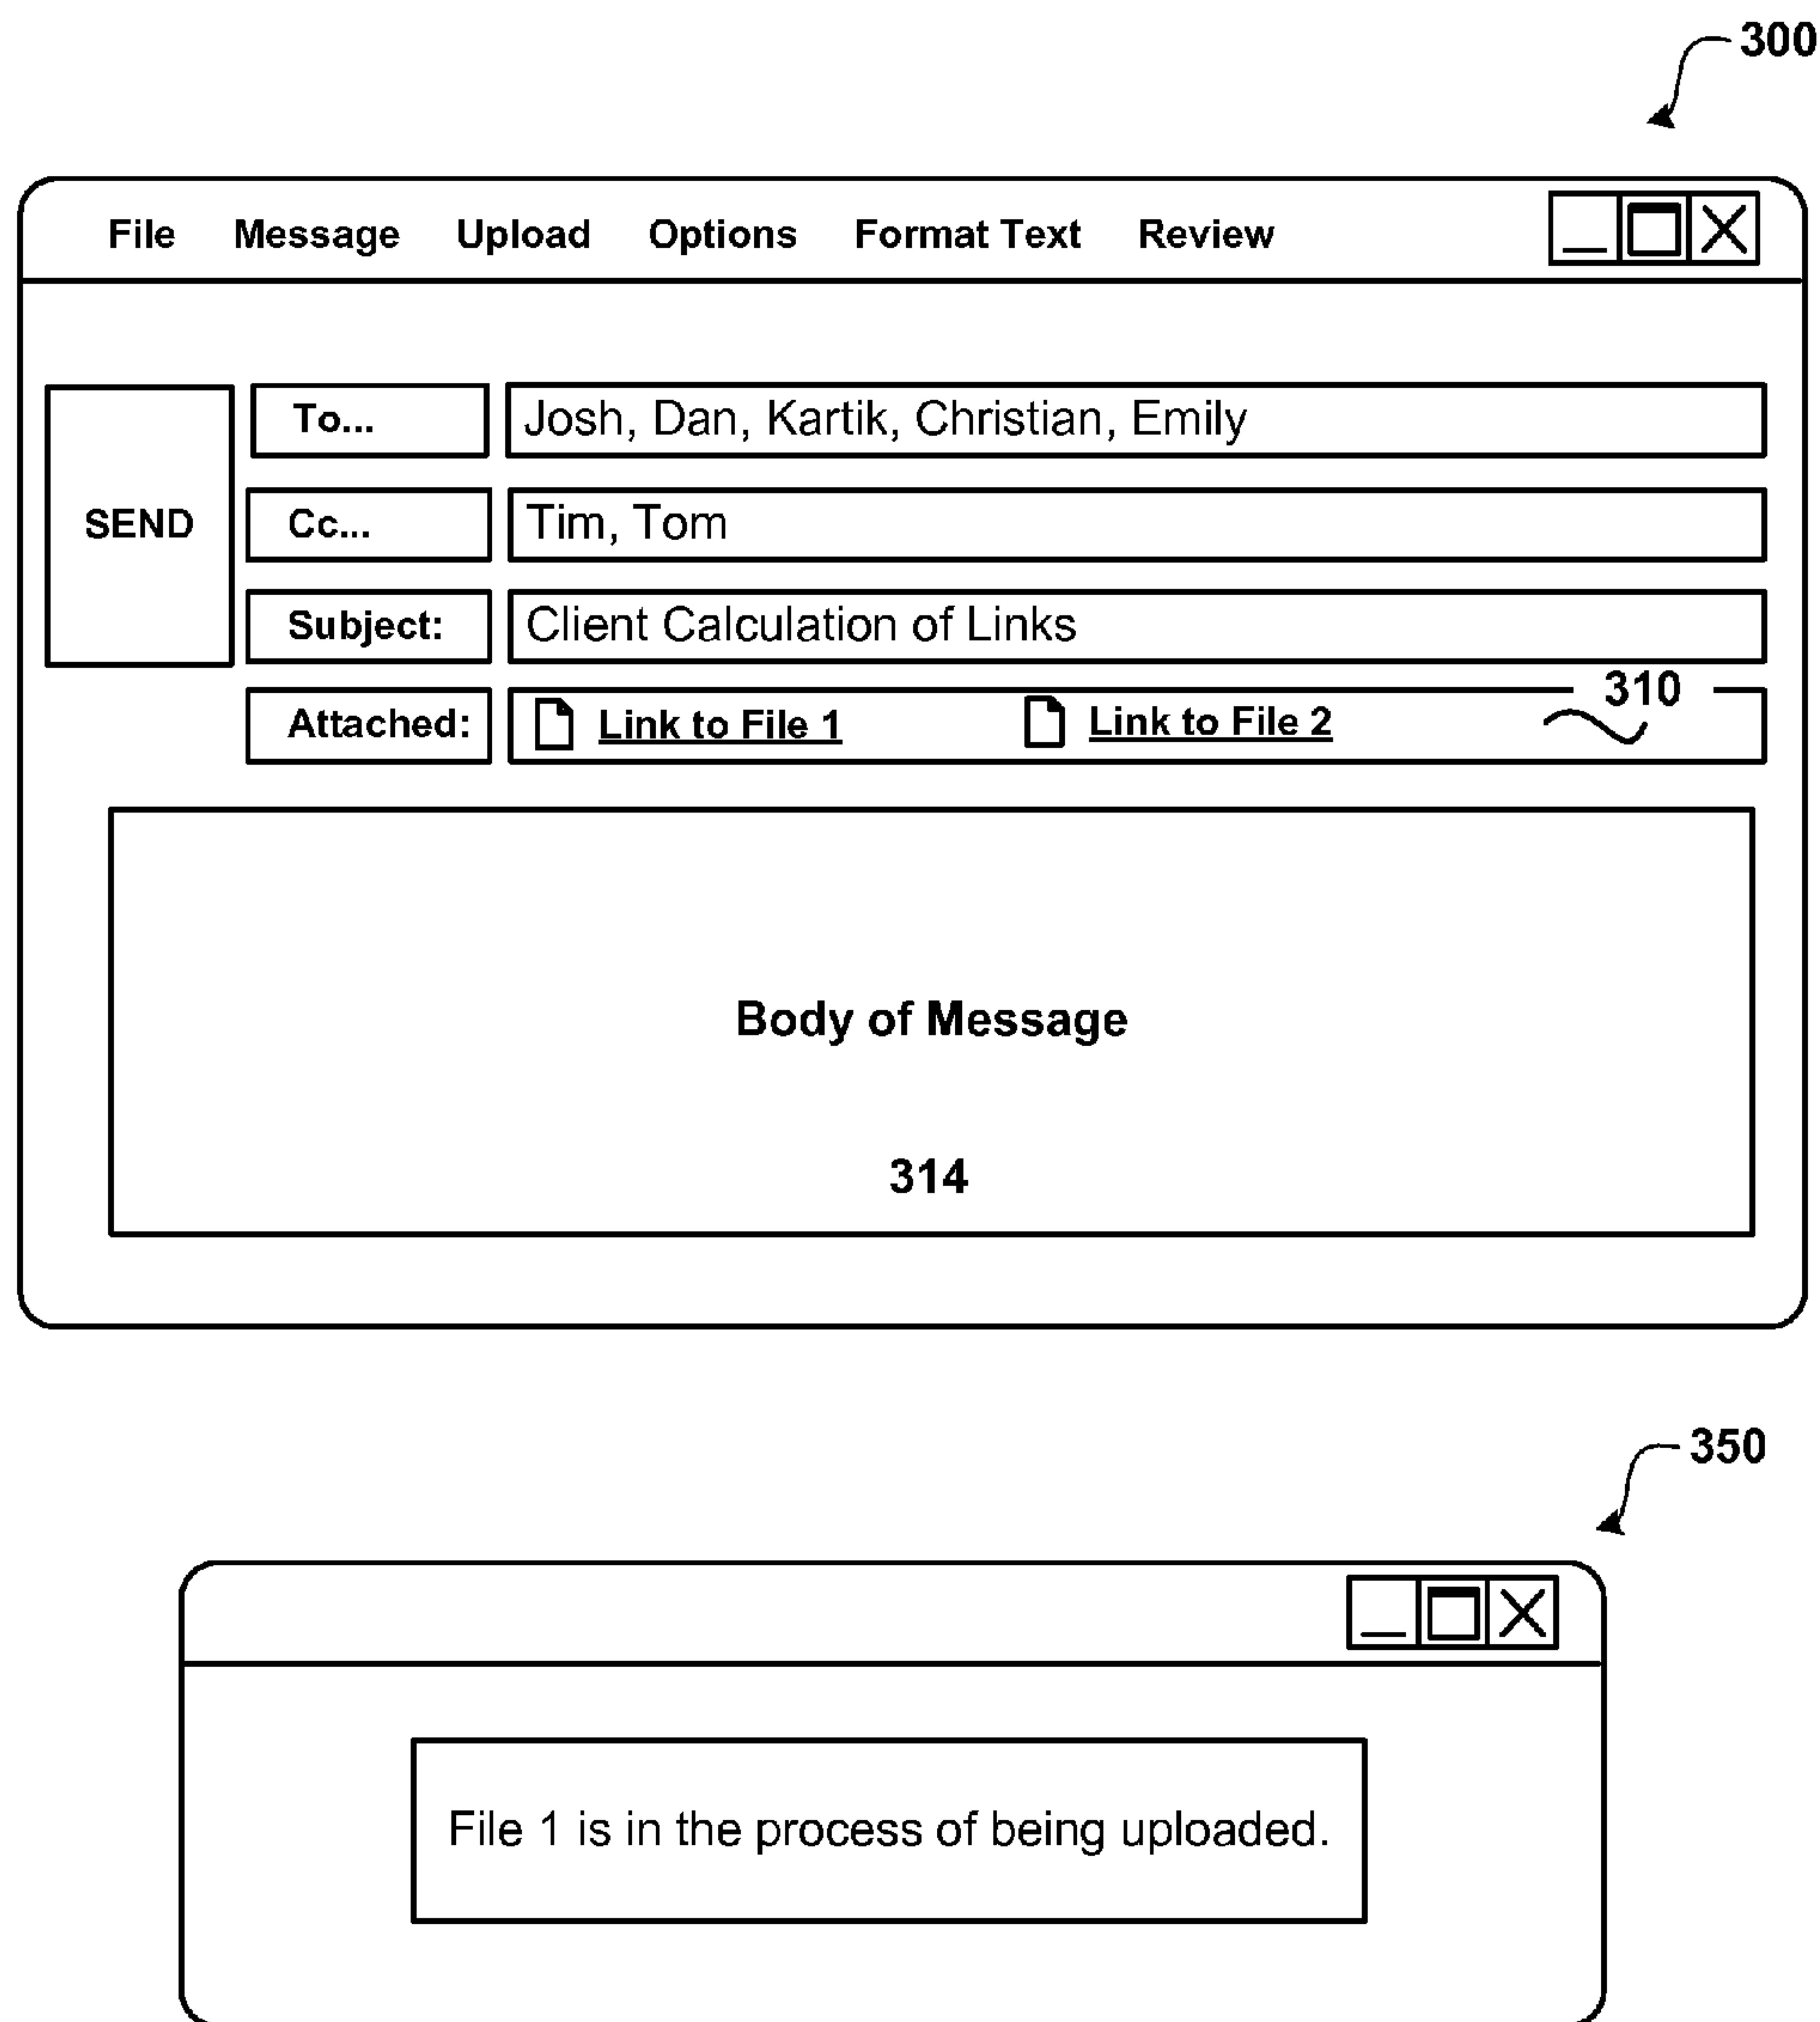 300
File Message Upload Options Format Text Review
To... Josh, Dan, Kartik, Christian, Emily
SEND Cc... Tim, Tom
Subject: Client Calculation of Links
310
Attached: Link to File 1 Link to File 2
Body of Message
314
350
File 1 is in the process of being uploaded.